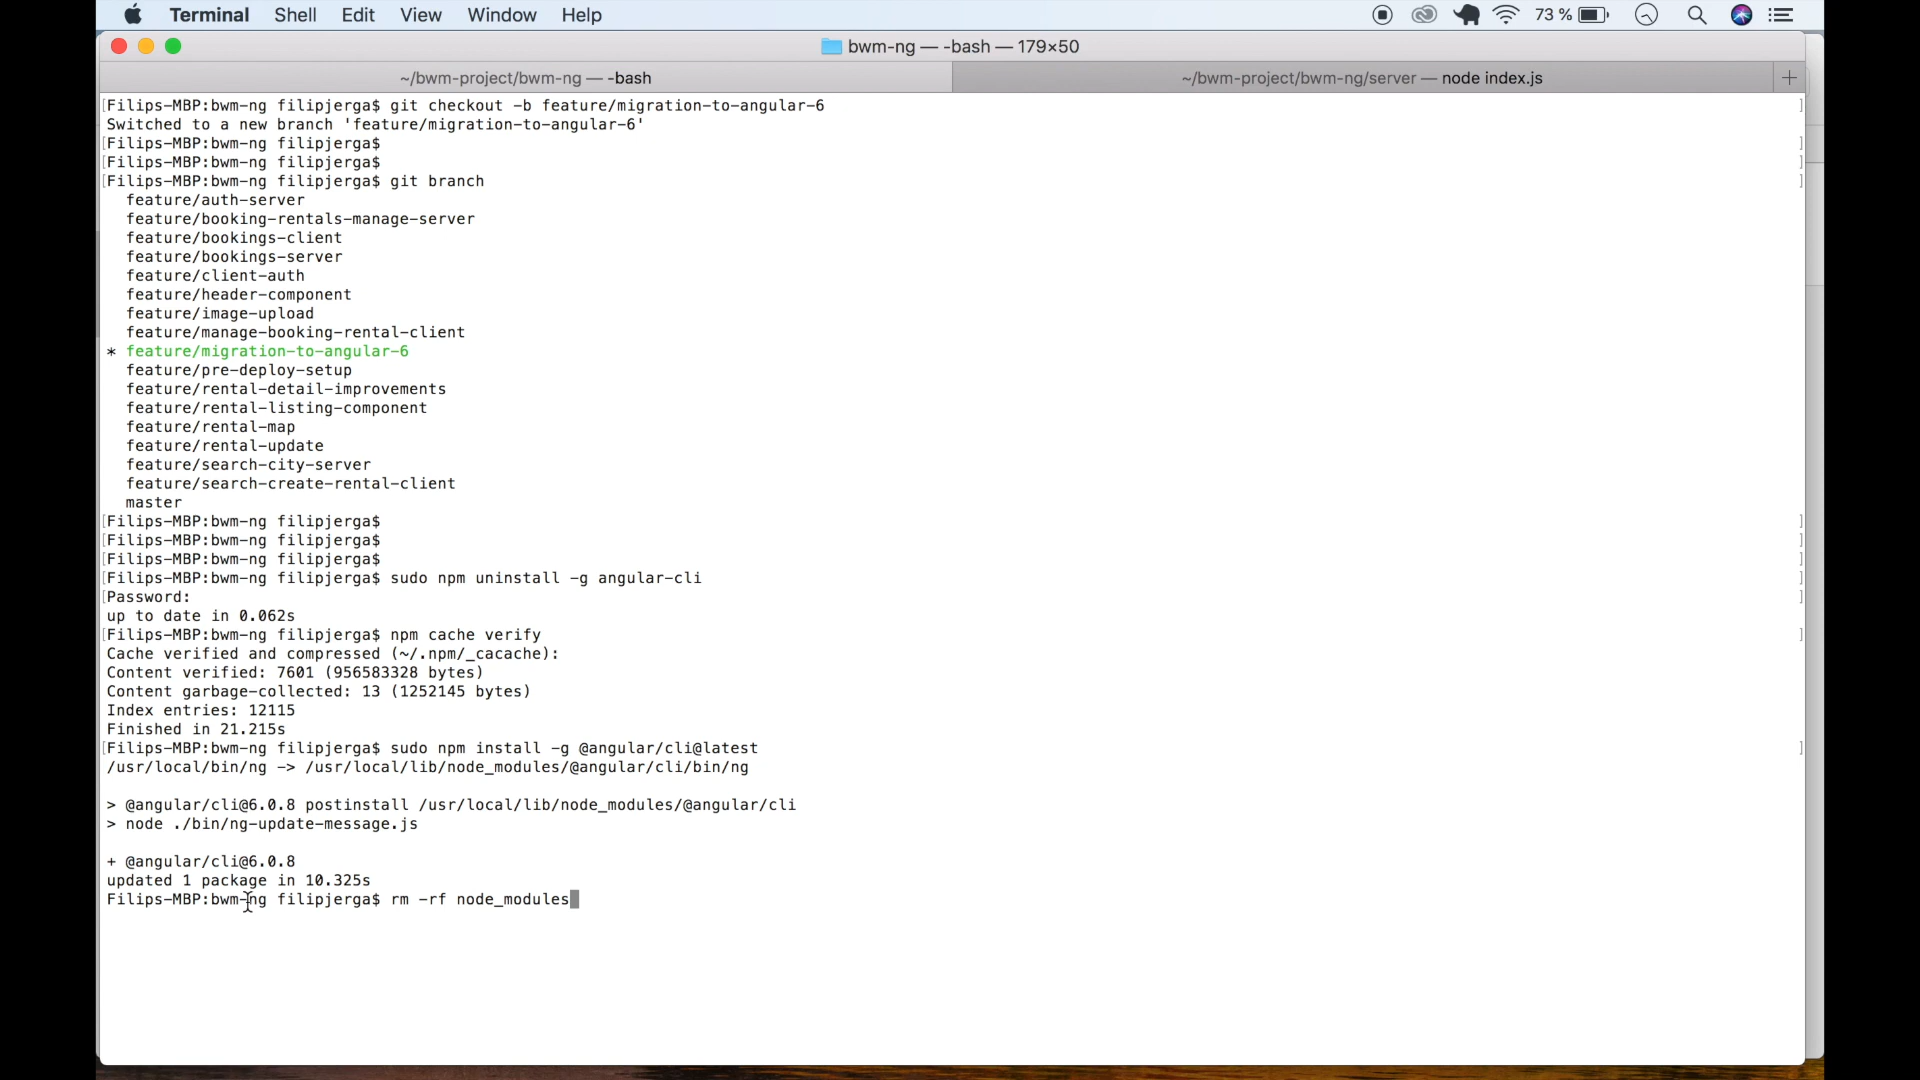 Terminal Shell Edit View Window Help 73 %
bwm-ng — -bash — 179×50
~/bwm-project/bwm-ng — -bash ~/bwm-project/bwm-ng/server — node index.js
[Filips-MBP:bwm-ng filipjerga$ git checkout -b feature/migration-to-angular-6 ]
Switched to a new branch 'feature/migration-to-angular-6'
[Filips-MBP:bwm-ng filipjerga$ ]
[Filips-MBP:bwm-ng filipjerga$ ]
[Filips-MBP:bwm-ng filipjerga$ git branch ]
feature/auth-server
feature/booking-rentals-manage-server
feature/bookings-client
feature/bookings-server
feature/client-auth
feature/header-component
feature/image-upload
feature/manage-booking-rental-client
* feature/migration-to-angular-6
feature/pre-deploy-setup
feature/rental-detail-improvements
feature/rental-listing-component
feature/rental-map
feature/rental-update
feature/search-city-server
feature/search-create-rental-client
master
[Filips-MBP:bwm-ng filipjerga$ ]
[Filips-MBP:bwm-ng filipjerga$ ]
[Filips-MBP:bwm-ng filipjerga$ ]
[Filips-MBP:bwm-ng filipjerga$ sudo npm uninstall -g angular-cli ]
[Password: ]
up to date in 0.062s
[Filips-MBP:bwm-ng filipjerga$ npm cache verify ]
Cache verified and compressed (~/.npm/_cacache):
Content verified: 7601 (956583328 bytes)
Content garbage-collected: 13 (1252145 bytes)
Index entries: 12115
Finished in 21.215s
[Filips-MBP:bwm-ng filipjerga$ sudo npm install -g @angular/cli@latest ]
/usr/local/bin/ng -> /usr/local/lib/node_modules/@angular/cli/bin/ng
> @angular/cli@6.0.8 postinstall /usr/local/lib/node_modules/@angular/cli
> node ./bin/ng-update-message.js
+ @angular/cli@6.0.8
updated 1 package in 10.325s
Filips-MBP:bwm-ng filipjerga$ rm -rf node_modules